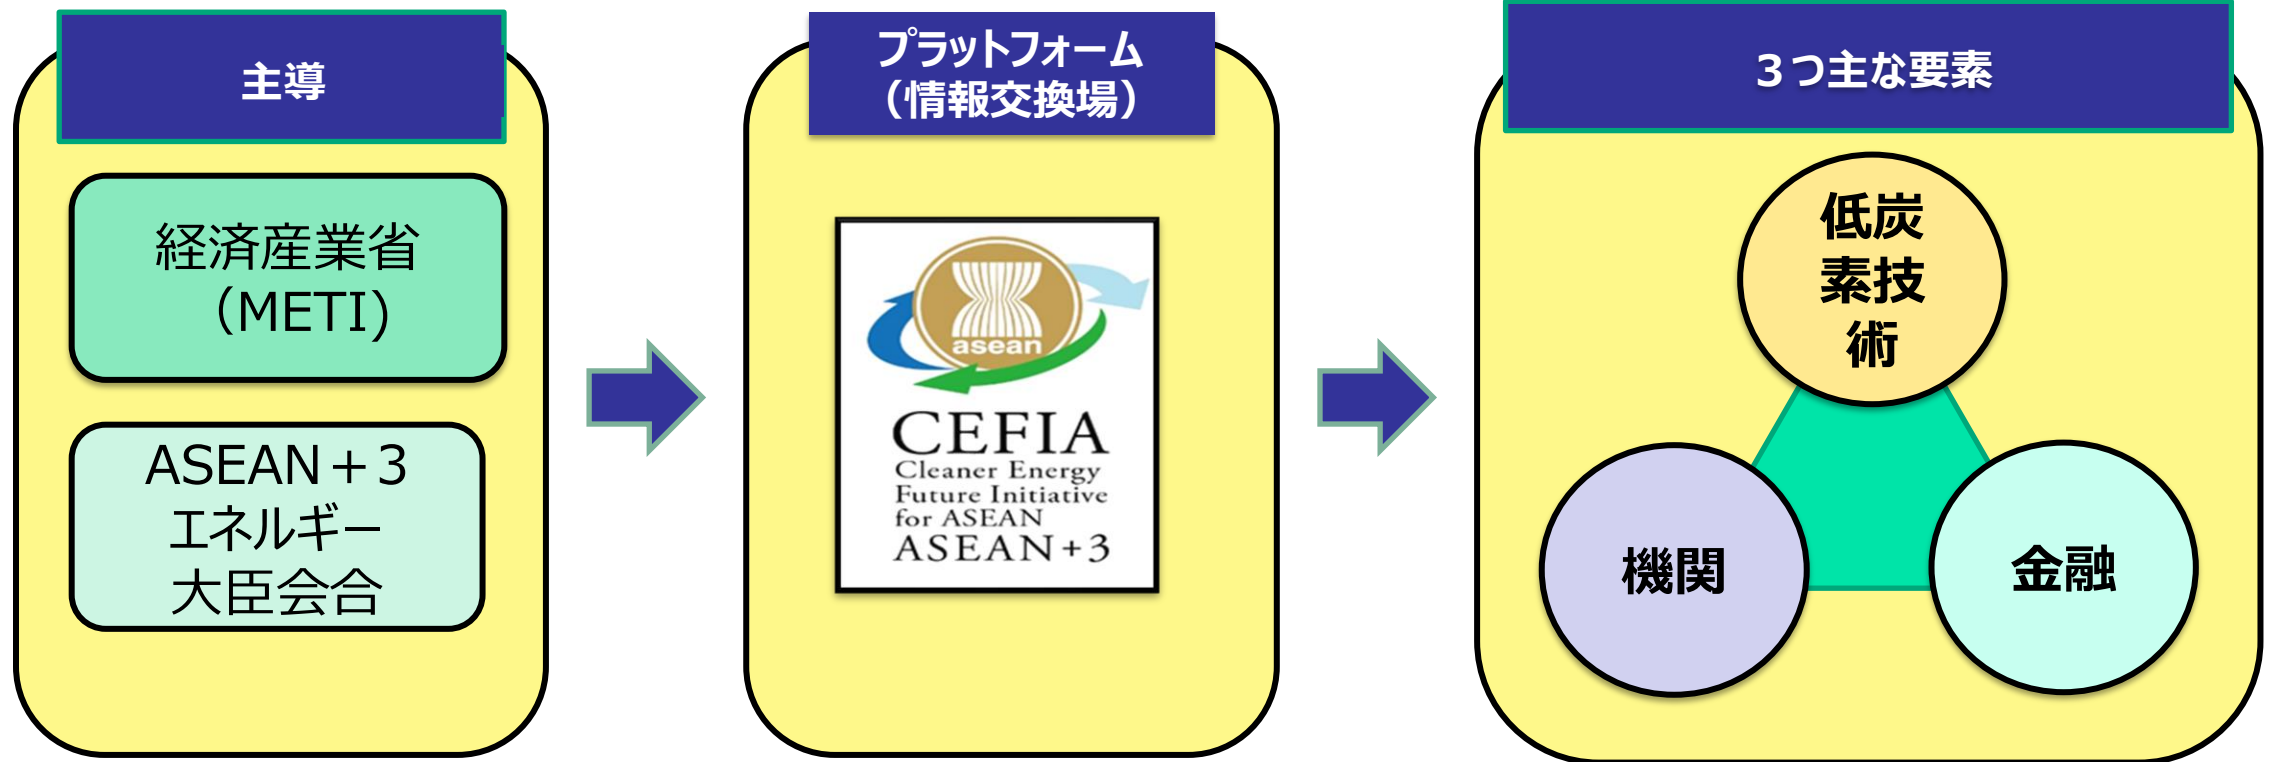 主導
経済産業省
（METI）
ASEAN＋3
エネルギー
大臣会合
プラットフォーム
（情報交換場）
asean
CEFIA
Cleaner Energy
Future Initiative
for ASEAN
ASEAN+3
３つ主な要素
低炭
素技
術
機関
金融